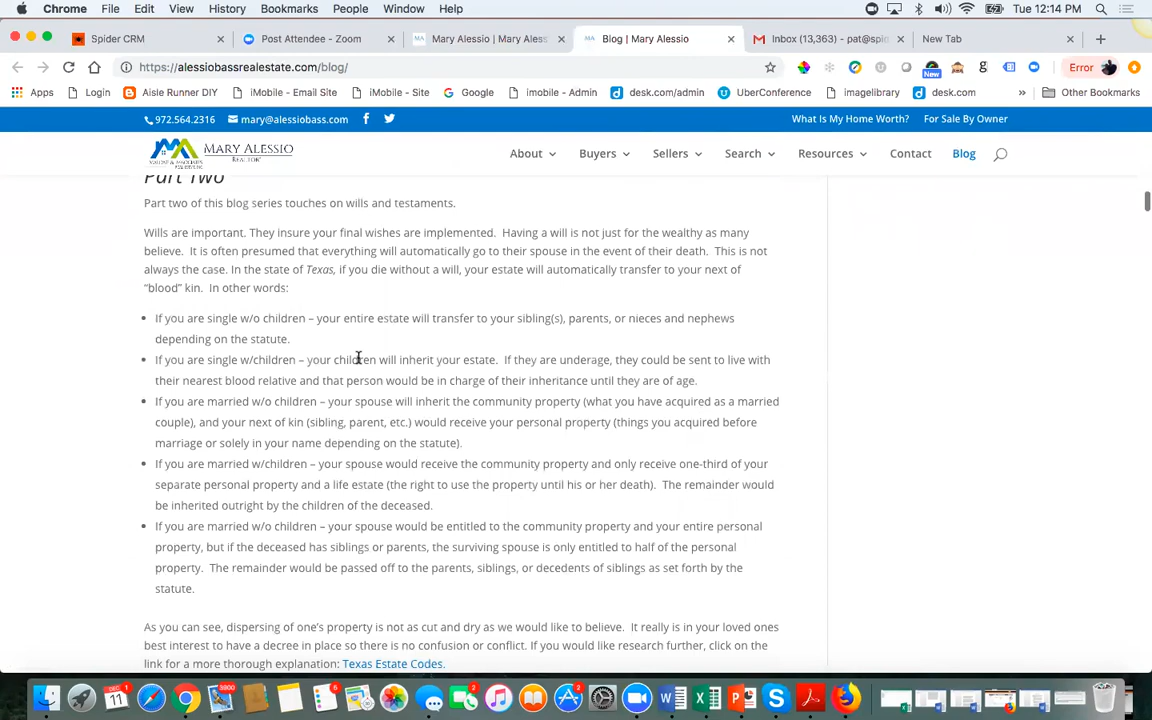 Chrome File Edit View History Bookmarks People Window Help Tue 12:14 PM
Spider CRM Post Attendee - Zoom Mary Alessio | Mary Aless Blog | Mary Alessio Inbox (13,363) - pat@spid New Tab
https://alessiobassrealestate.com/blog/ New Error
Apps Login Aisle Runner DIY iMobile - Email Site iMobile - Site Google imobile - Admin desk.com/admin UberConference imagelibrary desk.com » Other Bookmarks
972.564.2316 mary@alessiobass.com What Is My Home Worth? For Sale By Owner
MARY ALESSIO
REALTOR
About Buyers Sellers Search Resources Contact Blog
Part Two
Part two of this blog series touches on wills and testaments.
Wills are important. They insure your final wishes are implemented. Having a will is not just for the wealthy as many
believe. It is often presumed that everything will automatically go to their spouse in the event of their death. This is not
always the case. In the state of Texas, if you die without a will, your estate will automatically transfer to your next of
“blood” kin. In other words:
• If you are single w/o children – your entire estate will transfer to your sibling(s), parents, or nieces and nephews
depending on the statute.
• If you are single w/children – your children will inherit your estate. If they are underage, they could be sent to live with
their nearest blood relative and that person would be in charge of their inheritance until they are of age.
• If you are married w/o children – your spouse will inherit the community property (what you have acquired as a married
couple), and your next of kin (sibling, parent, etc.) would receive your personal property (things you acquired before
marriage or solely in your name depending on the statute).
• If you are married w/children – your spouse would receive the community property and only receive one-third of your
separate personal property and a life estate (the right to use the property until his or her death). The remainder would
be inherited outright by the children of the deceased.
• If you are married w/o children – your spouse would be entitled to the community property and your entire personal
property, but if the deceased has siblings or parents, the surviving spouse is only entitled to half of the personal
property. The remainder would be passed off to the parents, siblings, or decedents of siblings as set forth by the
statute.
As you can see, dispersing of one’s property is not as cut and dry as we would like to believe. It really is in your loved ones
best interest to have a decree in place so there is no confusion or conflict. If you would like research further, click on the
link for a more thorough explanation: Texas Estate Codes.